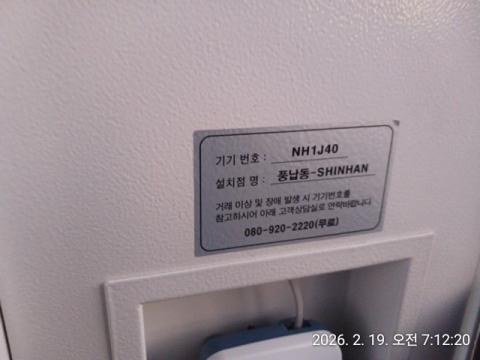 기기 번호 : NH1J40
설치점 명 : 풍납동-SHINHAN
거래 이상 및 장애 발생 시 기기번호를
참고하시어 아래 고객상담실로 연락바랍니다
080-920-2220(무료)
2026. 2. 19. 오전 7:12:20